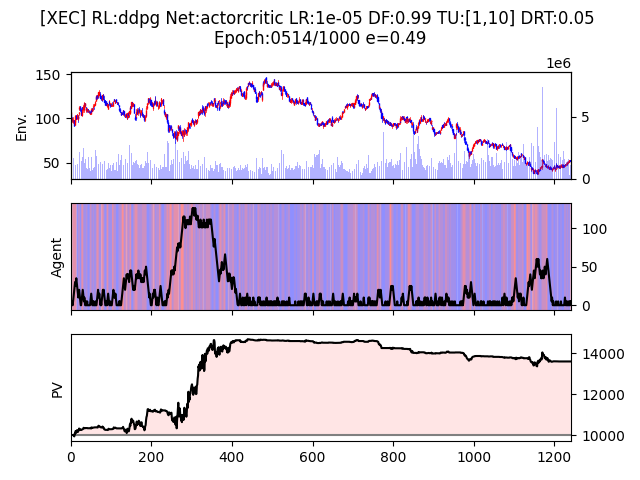 [XEC] RL:ddpg Net:actorcritic LR:1e-05 DF:0.99 TU:[1,10] DRT:0.05
Epoch:0514/1000 e=0.49
1e6
150
100
50
Env.
5
0
Agent
100
50
0
PV
14000
12000
10000
0 200 400 600 800 1000 1200